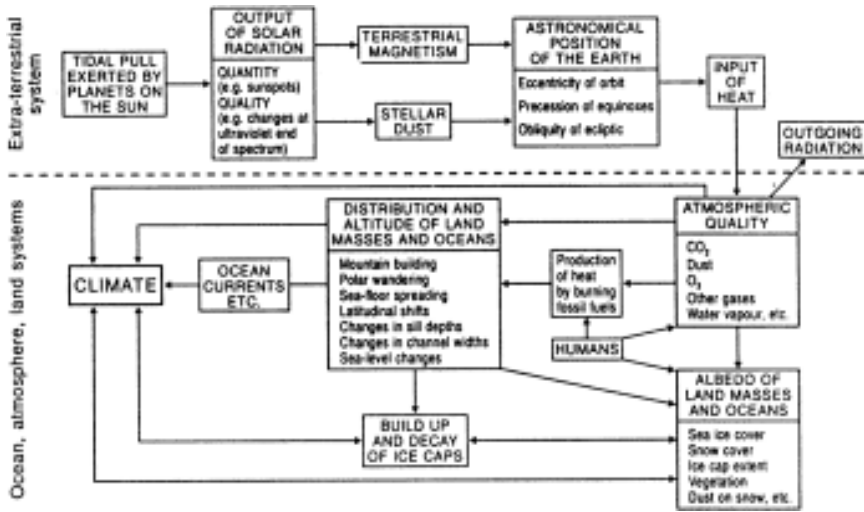 Extra-terrestrial
system
TIDAL PULL
EXERTED BY
PLANETS ON
THE SUN
OUTPUT
OF SOLAR
RADIATION
QUANTITY
(e.g. sunspots)
QUALITY
(e.g. changes at
ultraviolet end
of spectrum)
TERRESTRIAL
MAGNETISM
STELLAR
DUST
ASTRONOMICAL
POSITION
OF THE EARTH
Eccentricity of orbit
Precession of equinoxes
Obliquity of ecliptic
INPUT
OF
HEAT
OUTGOING
RADIATION
Ocean, atmosphere, land systems
CLIMATE
OCEAN
CURRENTS
ETC.
DISTRIBUTION AND
ALTITUDE OF LAND
MASSES AND OCEANS
Mountain building
Polar wandering
Sea-floor spreading
Latitudinal shifts
Changes in sill depths
Changes in channel widths
Sea-level changes
Production
of heat
by burning
fossil fuels
HUMANS
ATMOSPHERIC
QUALITY
CO₂
Dust
O₃
Other gases
Water vapour, etc.
BUILD UP
AND DECAY
OF ICE CAPS
ALBEDO OF
LAND MASSES
AND OCEANS
Sea ice cover
Snow cover
Ice cap extent
Vegetation
Dust on snow, etc.